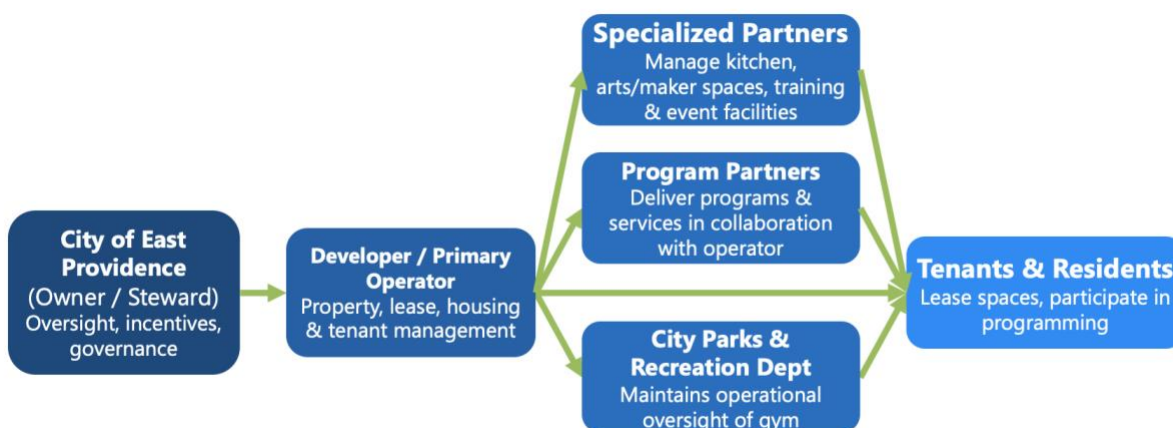 Specialized Partners
Manage kitchen,
arts/maker spaces, training
& event facilities
Program Partners
Deliver programs &
services in collaboration
with operator
City of East
Providence
(Owner / Steward)
Oversight, incentives,
governance
Developer / Primary
Operator
Property, lease, housing
& tenant management
Tenants & Residents
Lease spaces, participate in
programming
City Parks &
Recreation Dept
Maintains operational
oversight of gym